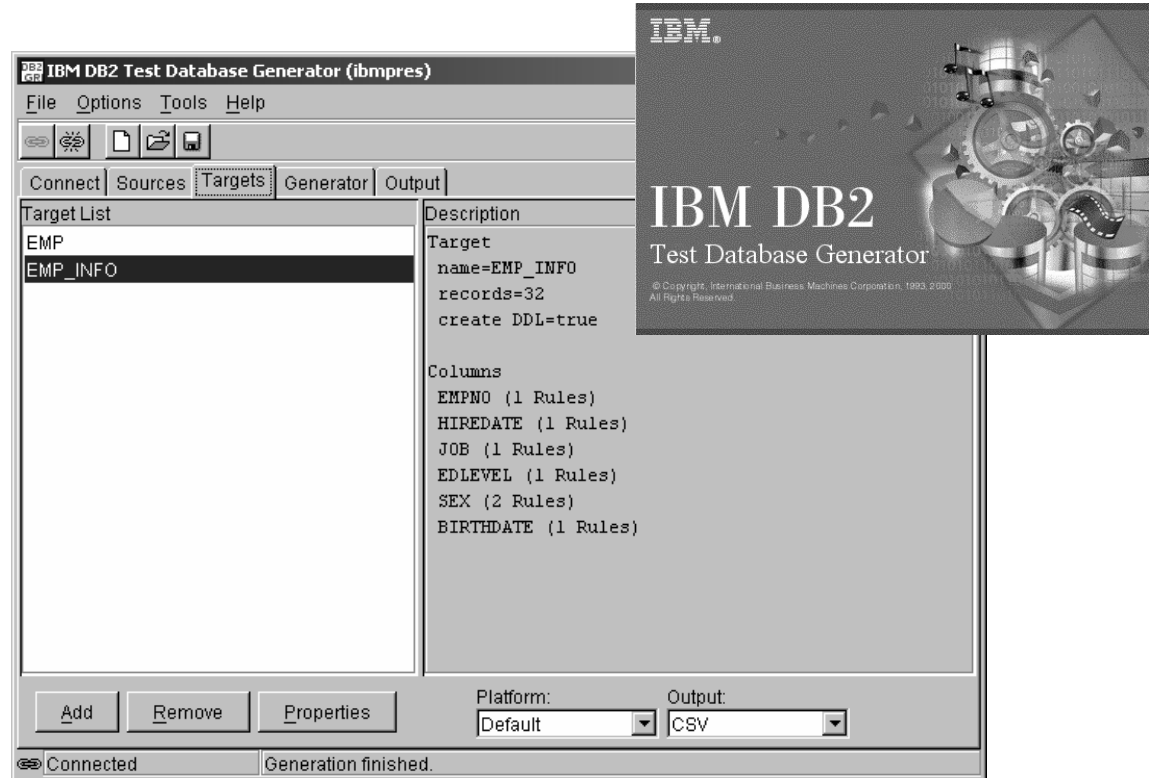 IBM®
IBM DB2
Test Database Generator
© Copyright, International Business Machines Corporation, 1993, 2000
All Rights Reserved.
DB2
GRI
IBM DB2 Test Database Generator (ibmpres)
File Options Tools Help
Connect Sources Targets Generator Output
Target List
EMP
EMP_INFO
Description
Target
name=EMP_INFO
records=32
create DDL=true
Columns
EMPNO (1 Rules)
HIREDATE (1 Rules)
JOB (1 Rules)
EDLEVEL (1 Rules)
SEX (2 Rules)
BIRTHDATE (1 Rules)
Add Remove Properties
Platform: Output:
Default CSV
Connected Generation finished.